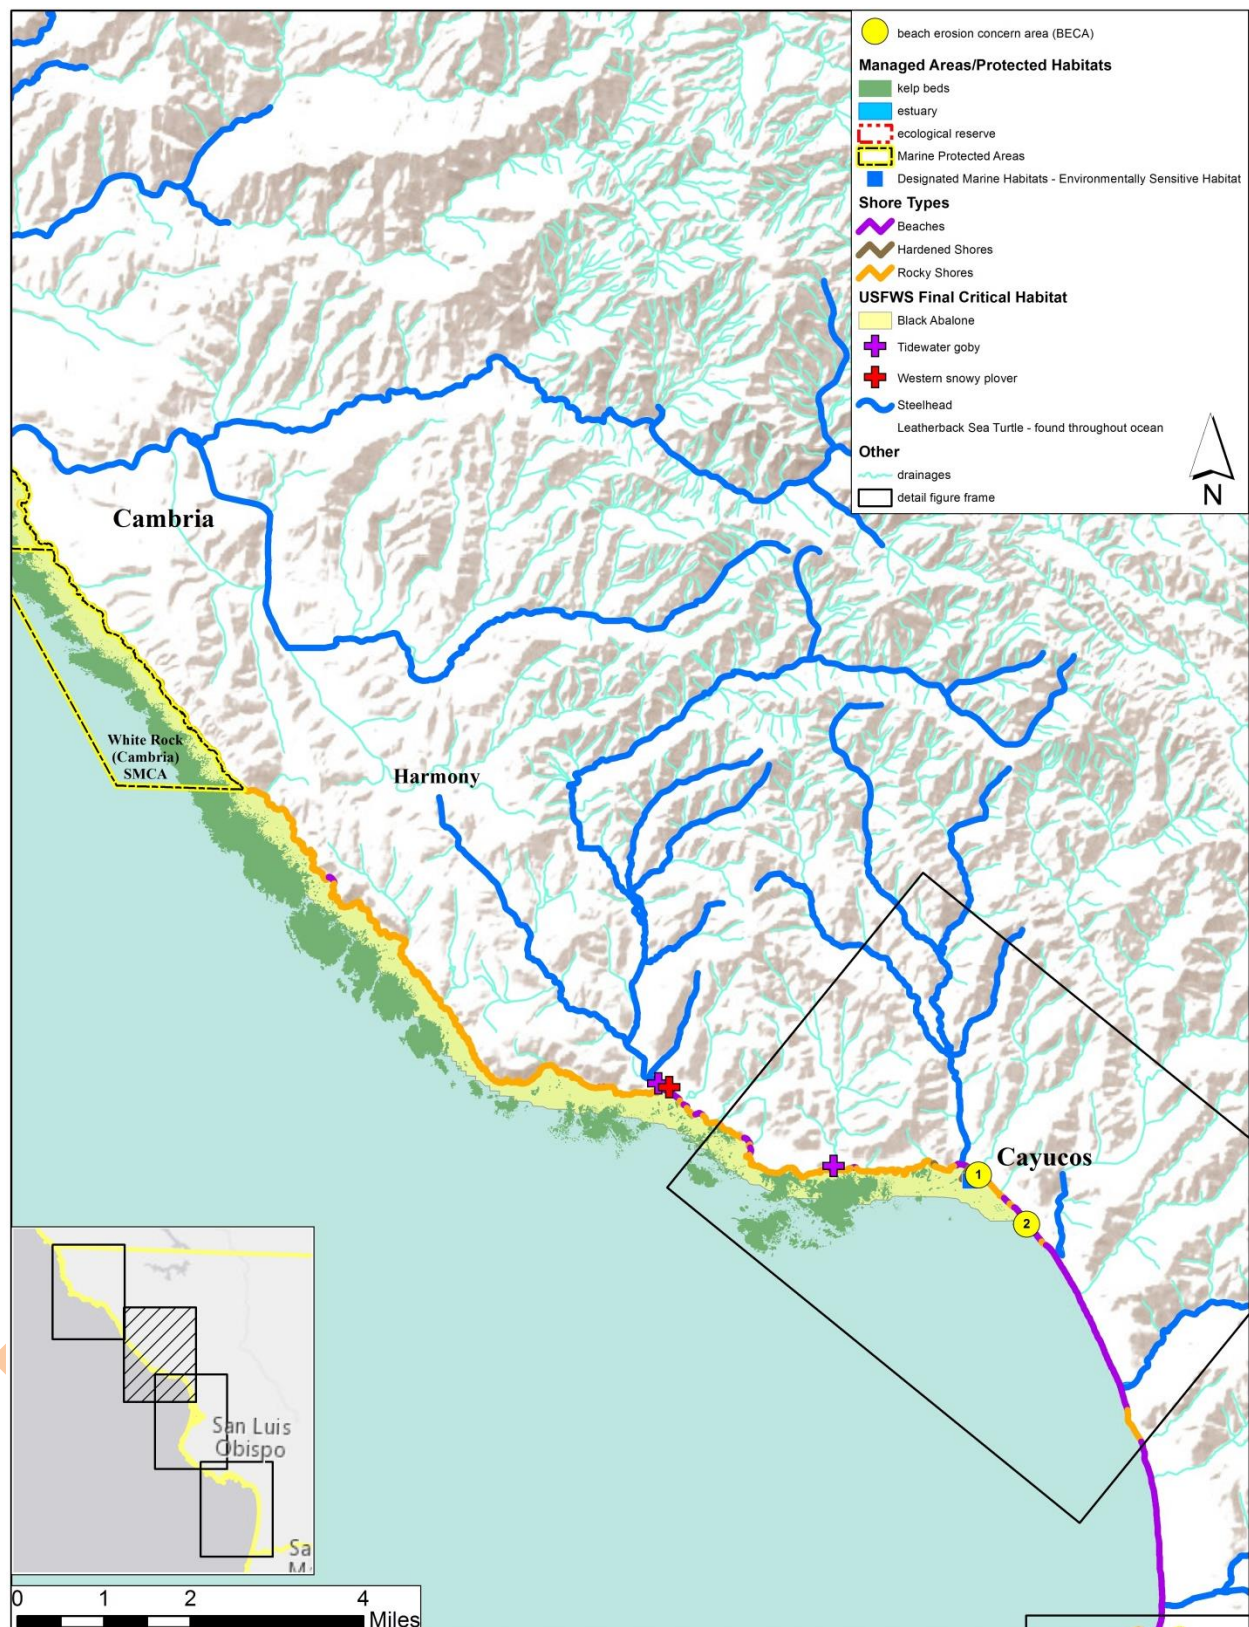 beach erosion concern area (BECA)
Managed Areas/Protected Habitats
kelp beds
estuary
ecological reserve
Marine Protected Areas
Designated Marine Habitats - Environmentally Sensitive Habitat
Shore Types
Beaches
Hardened Shores
Rocky Shores
USFWS Final Critical Habitat
Black Abalone
Tidewater goby
Western snowy plover
Steelhead
Leatherback Sea Turtle - found throughout ocean
Other
drainages
detail figure frame
N
Cambria
White Rock
(Cambria)
SMCA
Harmony
Cayucos
1
2
San Luis
Obispo
Sa
0 1 2 4
Miles